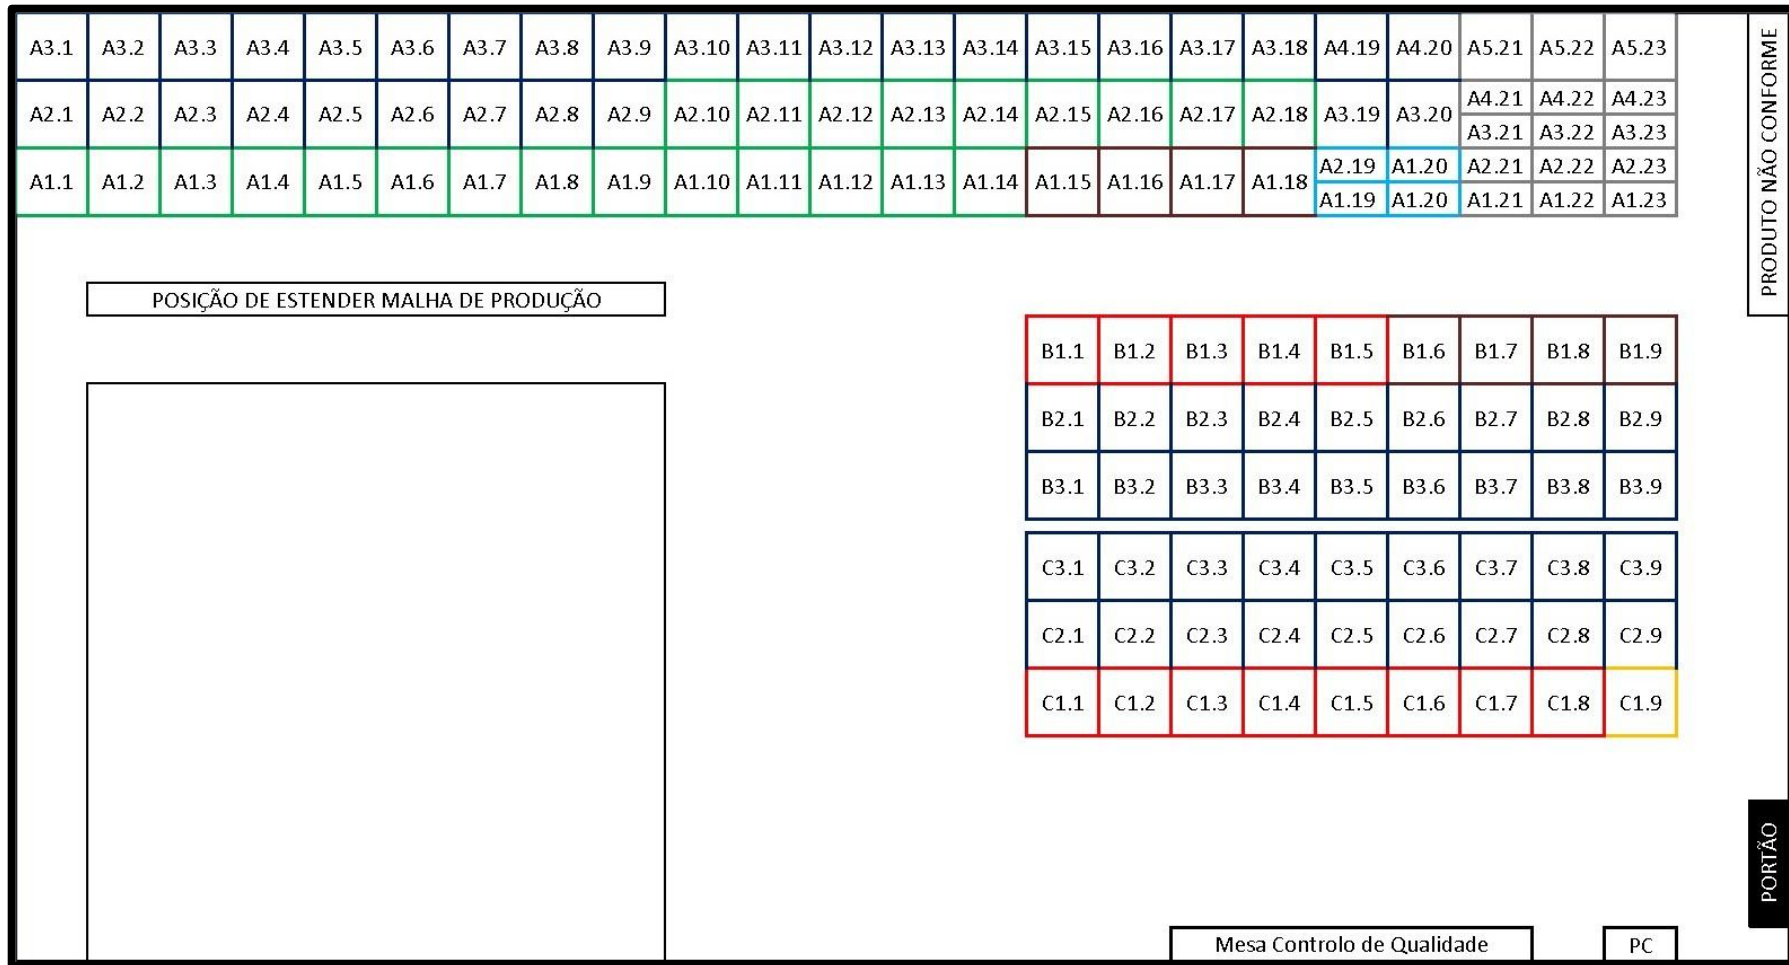 A3.1 A3.2 A3.3 A3.4 A3.5 A3.6 A3.7 A3.8 A3.9 A3.10 A3.11 A3.12 A3.13 A3.14 A3.15 A3.16 A3.17 A3.18 A4.19 A4.20 A5.21 A5.22 A5.23
A4.21 A4.22 A4.23
A2.1 A2.2 A2.3 A2.4 A2.5 A2.6 A2.7 A2.8 A2.9 A2.10 A2.11 A2.12 A2.13 A2.14 A2.15 A2.16 A2.17 A2.18 A3.19 A3.20
A3.21 A3.22 A3.23
A2.19 A1.20 A2.21 A2.22 A2.23
A1.1 A1.2 A1.3 A1.4 A1.5 A1.6 A1.7 A1.8 A1.9 A1.10 A1.11 A1.12 A1.13 A1.14 A1.15 A1.16 A1.17 A1.18
A1.19 A1.20 A1.21 A1.22 A1.23
PRODUTO NÃO CONFORME
POSIÇÃO DE ESTENDER MALHA DE PRODUÇÃO
B1.1 B1.2 B1.3 B1.4 B1.5 B1.6 B1.7 B1.8 B1.9
B2.1 B2.2 B2.3 B2.4 B2.5 B2.6 B2.7 B2.8 B2.9
B3.1 B3.2 B3.3 B3.4 B3.5 B3.6 B3.7 B3.8 B3.9
C3.1 C3.2 C3.3 C3.4 C3.5 C3.6 C3.7 C3.8 C3.9
C2.1 C2.2 C2.3 C2.4 C2.5 C2.6 C2.7 C2.8 C2.9
C1.1 C1.2 C1.3 C1.4 C1.5 C1.6 C1.7 C1.8 C1.9
PORTÃO
Mesa Controlo de Qualidade
PC